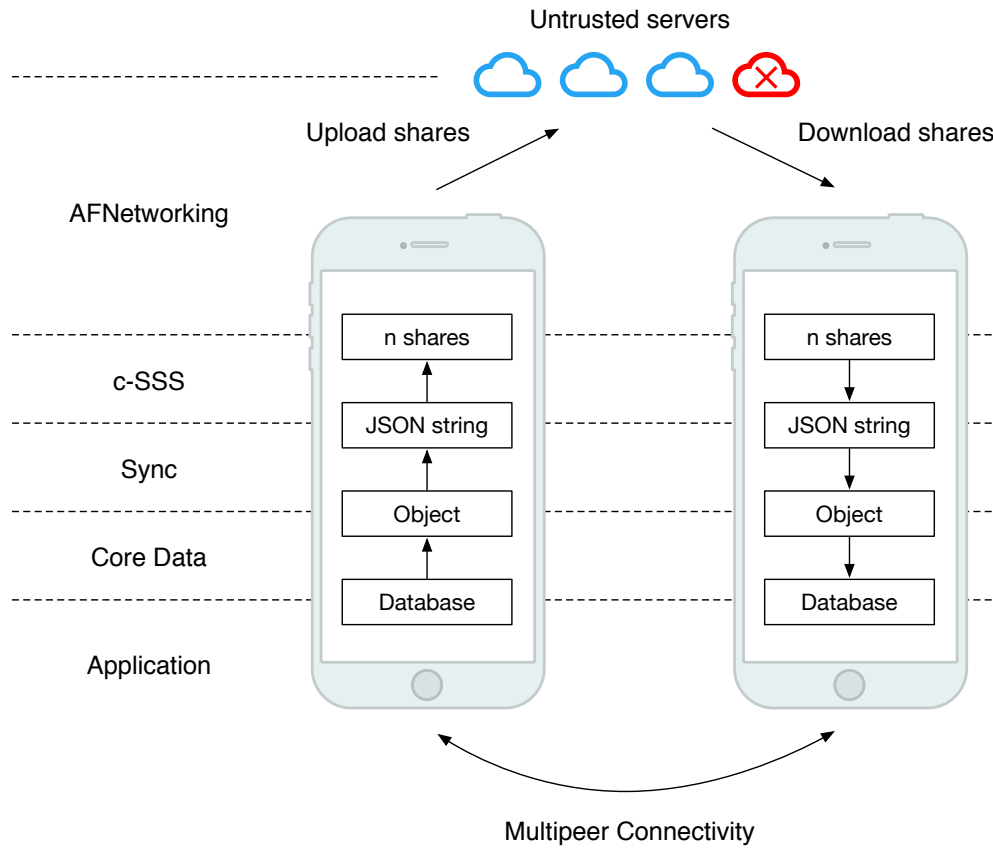 Untrusted servers
Upload shares
Download shares
AFNetworking
n shares
n shares
c-SSS
JSON string
JSON string
Sync
Object
Object
Core Data
Database
Database
Application
Multipeer Connectivity